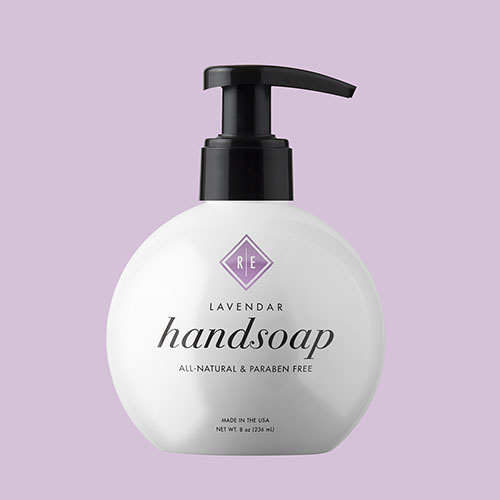 R E
LAVENDAR
handsoap
ALL-NATURAL & PARABEN FREE
MADE IN THE USA
NET WT. 8 oz (236 mL)